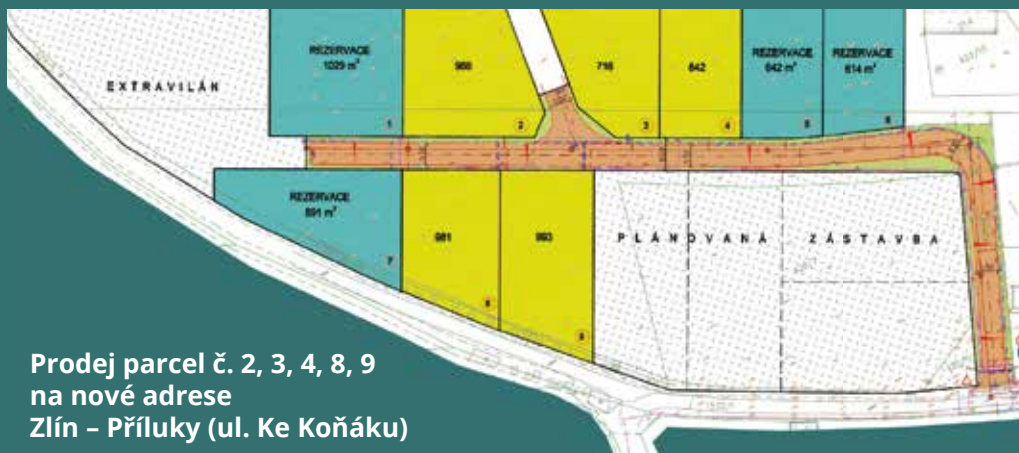 REZERVACE
1029 m²
1
2
716
3
642
4
REZERVACE
642 m²
5
REZERVACE
614 m²
6
EXTRAVILÁN
REZERVACE
891 m²
7
981
8
993
9
PLÁNOVANÁ ZÁSTAVBA
Prodej parcel č. 2, 3, 4, 8, 9
na nové adrese
Zlín – Příluky (ul. Ke Koňáku)